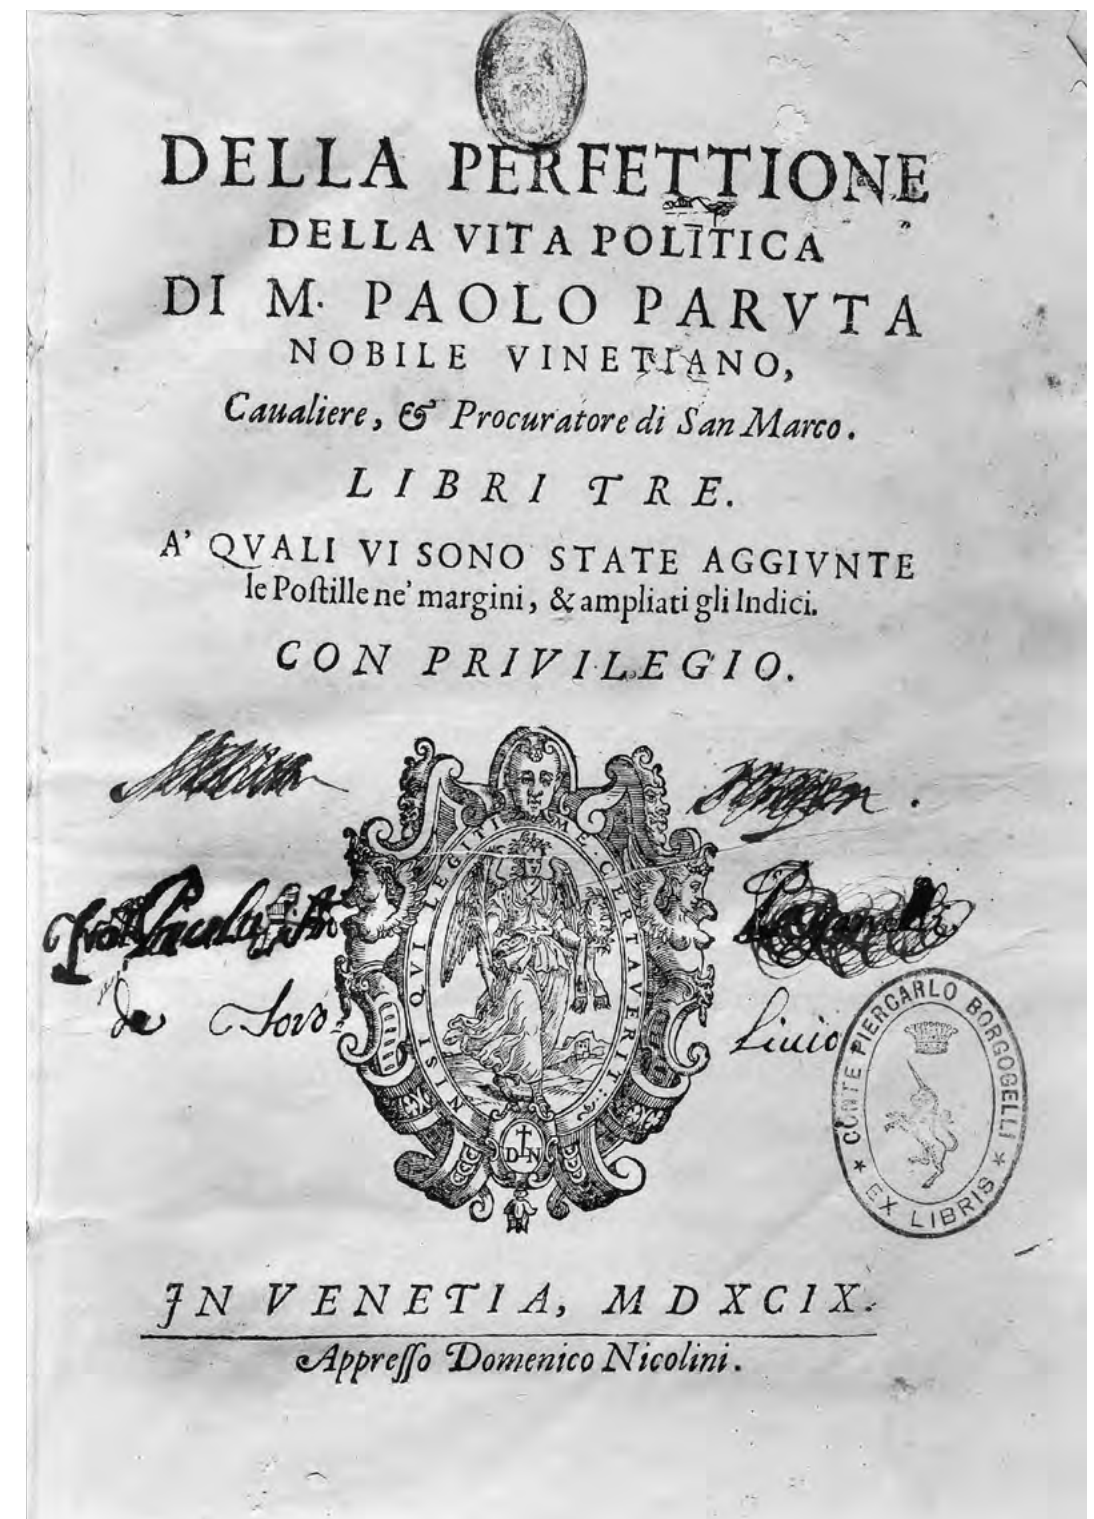 DELLA PERFETTIONE
DELLA VITA POLITICA
DI M. PAOLO PARVTA
NOBILE VINETIANO,
Caualiere, & Procuratore di San Marco.
LIBRI TRE.
A' QVALI VI SONO STATE AGGIVNTE
le Poſtille ne' margini, & ampliati gli Indici.
CON PRIVILEGIO.
NISI QVI LEGITIME CERTAVERIT
DN
da
Liuio
CONTE PIERCARLO BORGOGELLI
* EX LIBRIS *
IN VENETIA, MDXCIX.
Appreſſo Domenico Nicolini.